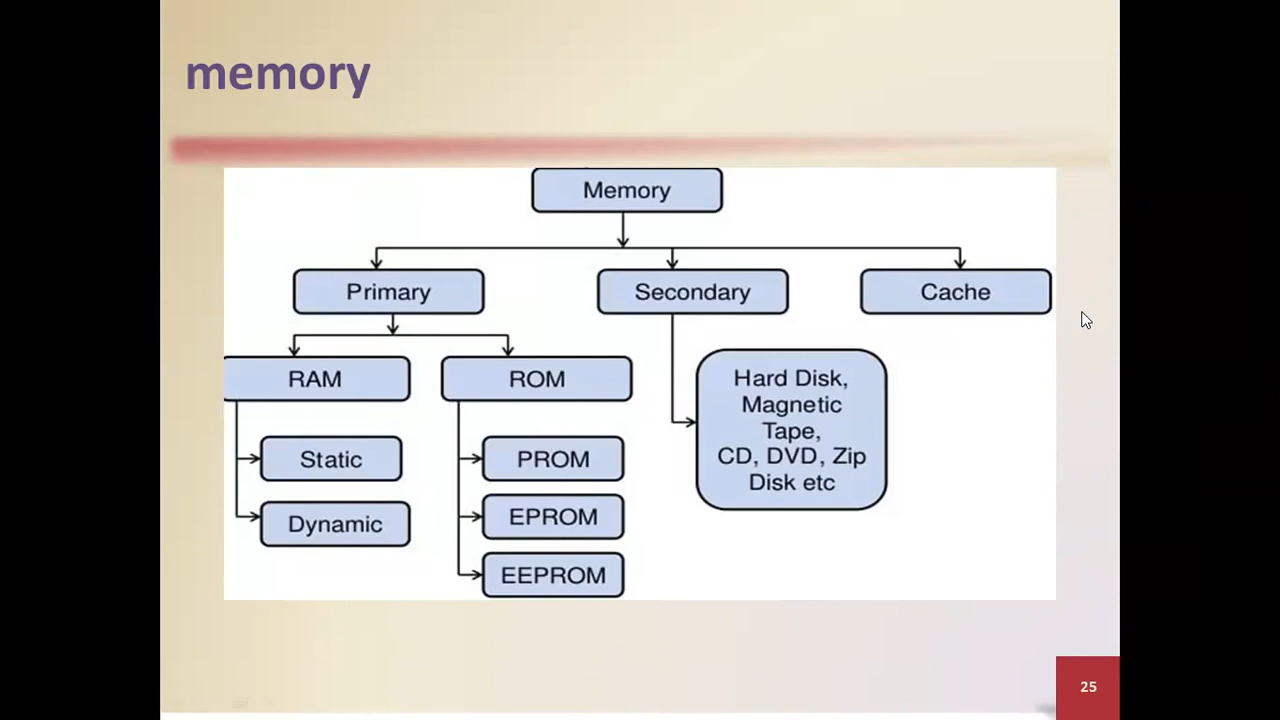 memory
Memory
Primary
Secondary
Cache
RAM
ROM
Static
Dynamic
PROM
EPROM
EEPROM
Hard Disk,
Magnetic
Tape,
CD, DVD, Zip
Disk etc
25